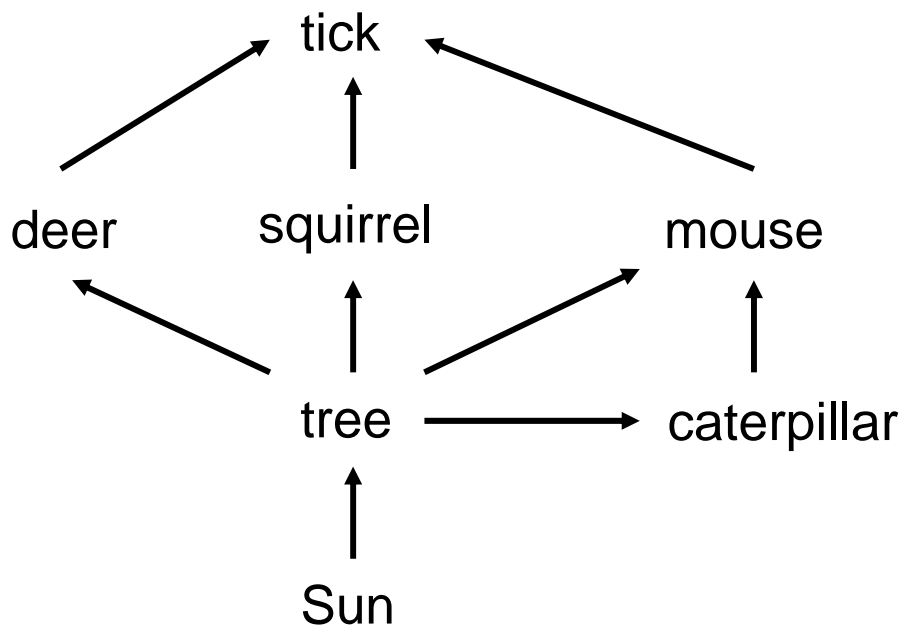 tick
deer
squirrel
mouse
tree
caterpillar
Sun